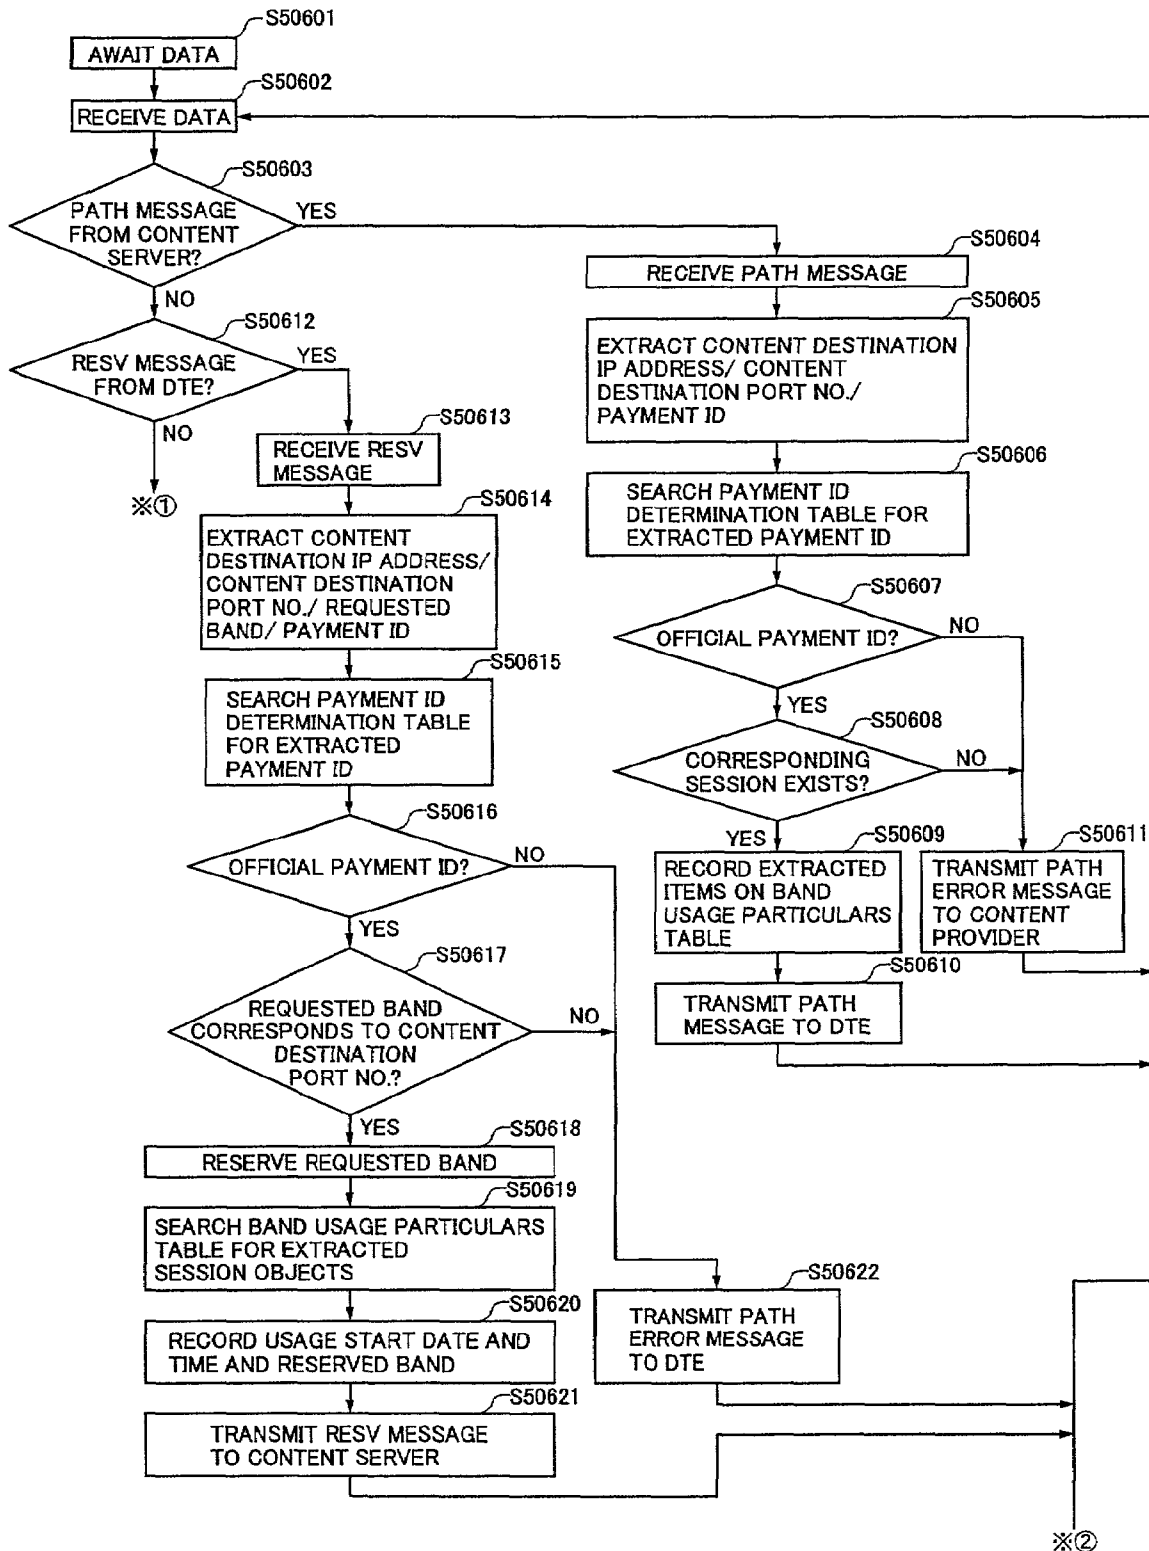 S50601
AWAIT DATA
S50602
RECEIVE DATA
S50603
PATH MESSAGE
FROM CONTENT
SERVER?
YES
NO
S50604
RECEIVE PATH MESSAGE
S50605
EXTRACT CONTENT DESTINATION
IP ADDRESS/ CONTENT
DESTINATION PORT NO./
PAYMENT ID
S50606
SEARCH PAYMENT ID
DETERMINATION TABLE FOR
EXTRACTED PAYMENT ID
S50607
OFFICIAL PAYMENT ID?
NO
YES
S50608
CORRESPONDING
SESSION EXISTS?
NO
YES
S50609
RECORD EXTRACTED
ITEMS ON BAND
USAGE PARTICULARS
TABLE
S50610
TRANSMIT PATH
MESSAGE TO DTE
S50611
TRANSMIT PATH
ERROR MESSAGE
TO CONTENT
PROVIDER
S50612
RESV MESSAGE
FROM DTE?
YES
NO
※①
S50613
RECEIVE RESV
MESSAGE
S50614
EXTRACT CONTENT
DESTINATION IP ADDRESS/
CONTENT DESTINATION
PORT NO./ REQUESTED
BAND/ PAYMENT ID
S50615
SEARCH PAYMENT ID
DETERMINATION TABLE
FOR EXTRACTED
PAYMENT ID
S50616
OFFICIAL PAYMENT ID?
NO
YES
S50617
REQUESTED BAND
CORRESPONDS TO CONTENT
DESTINATION
PORT NO.?
NO
YES
S50618
RESERVE REQUESTED BAND
S50619
SEARCH BAND USAGE PARTICULARS
TABLE FOR EXTRACTED
SESSION OBJECTS
S50620
RECORD USAGE START DATE AND
TIME AND RESERVED BAND
S50621
TRANSMIT RESV MESSAGE
TO CONTENT SERVER
S50622
TRANSMIT PATH
ERROR MESSAGE
TO DTE
※②